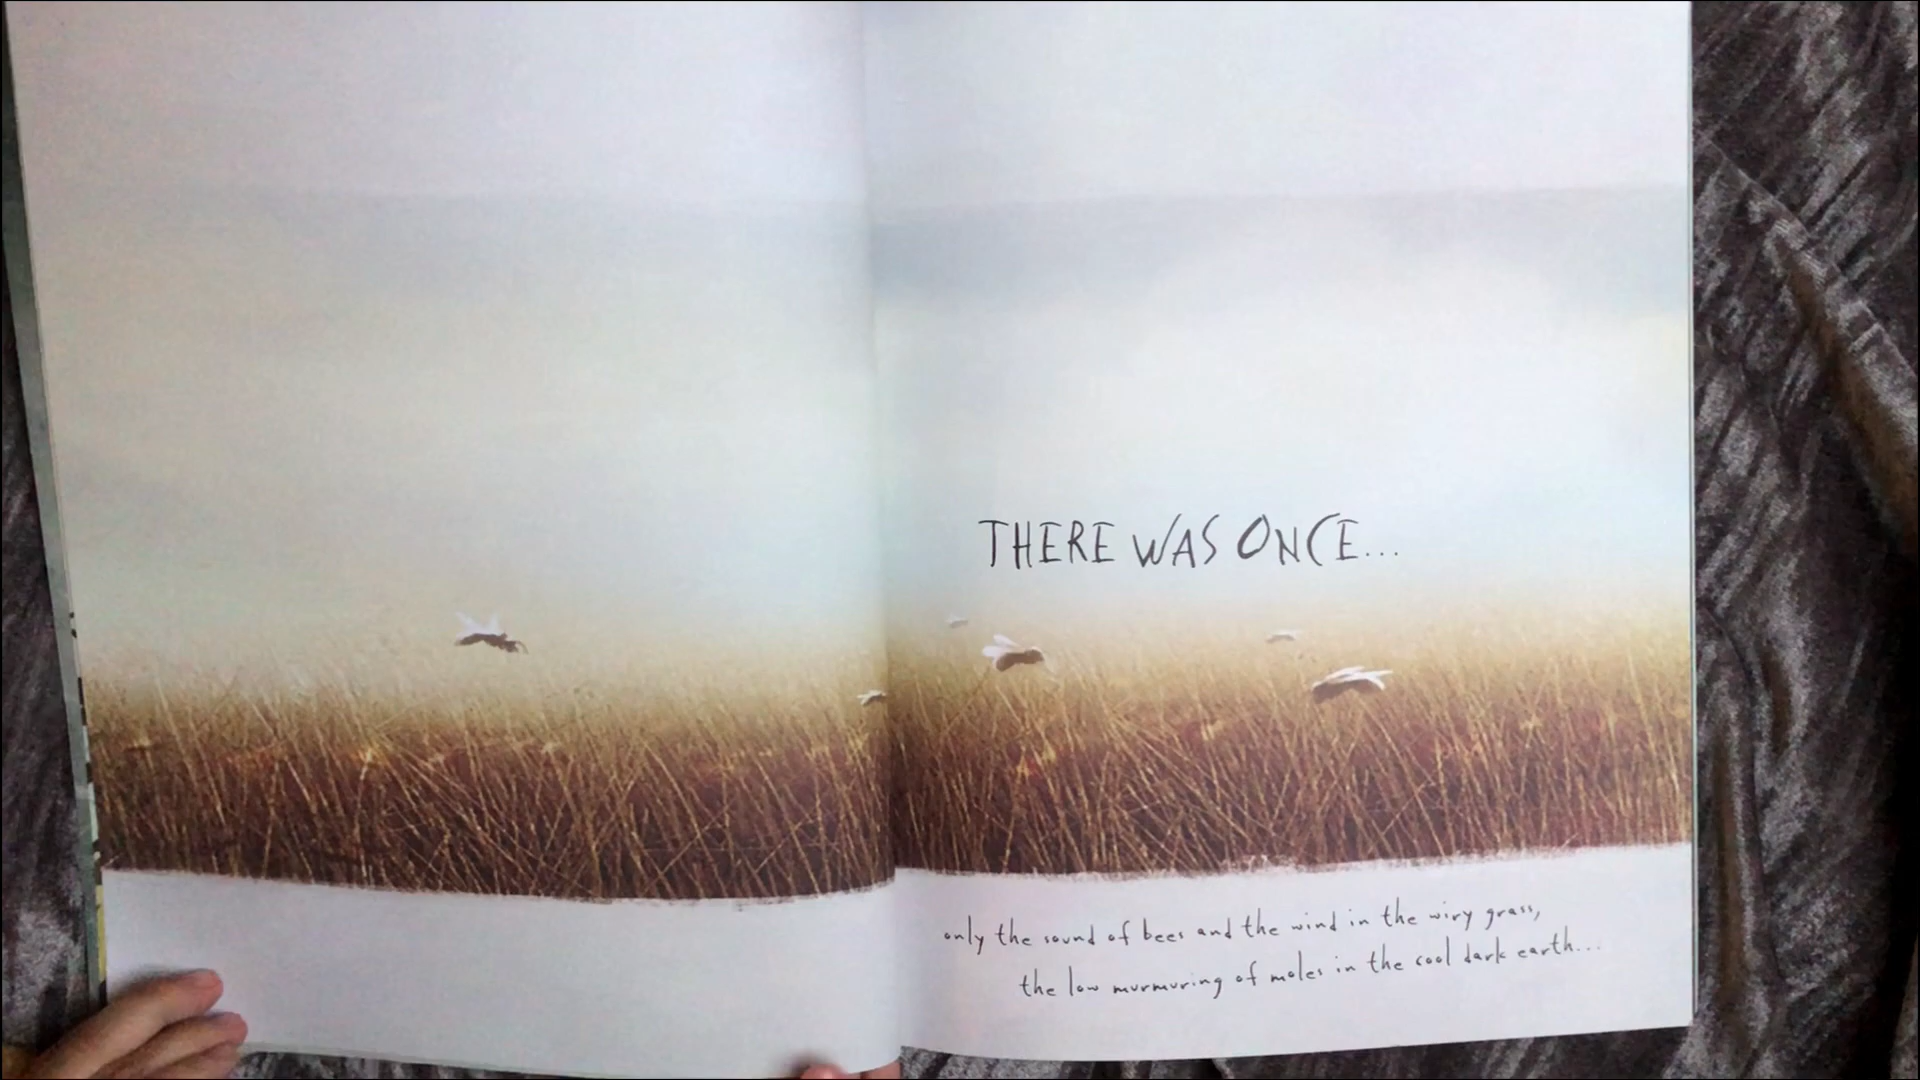 THERE WAS ONCE...
only the sound of bees and the wind in the wiry grass,
the low murmuring of moles in the cool dark earth...